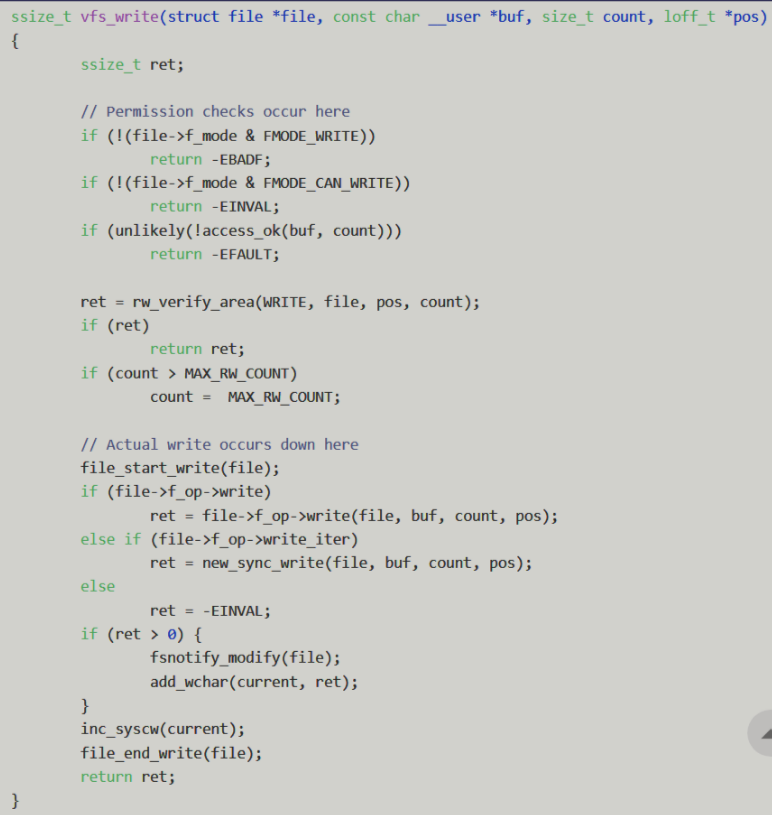 ssize_t vfs_write(struct file *file, const char __user *buf, size_t count, loff_t *pos)
{
        ssize_t ret;

        // Permission checks occur here
        if (!(file->f_mode & FMODE_WRITE))
                return -EBADF;
        if (!(file->f_mode & FMODE_CAN_WRITE))
                return -EINVAL;
        if (unlikely(!access_ok(buf, count)))
                return -EFAULT;

        ret = rw_verify_area(WRITE, file, pos, count);
        if (ret)
                return ret;
        if (count > MAX_RW_COUNT)
                count =  MAX_RW_COUNT;

        // Actual write occurs down here
        file_start_write(file);
        if (file->f_op->write)
                ret = file->f_op->write(file, buf, count, pos);
        else if (file->f_op->write_iter)
                ret = new_sync_write(file, buf, count, pos);
        else
                ret = -EINVAL;
        if (ret > 0) {
                fsnotify_modify(file);
                add_wchar(current, ret);
        }
        inc_syscw(current);
        file_end_write(file);
        return ret;
}